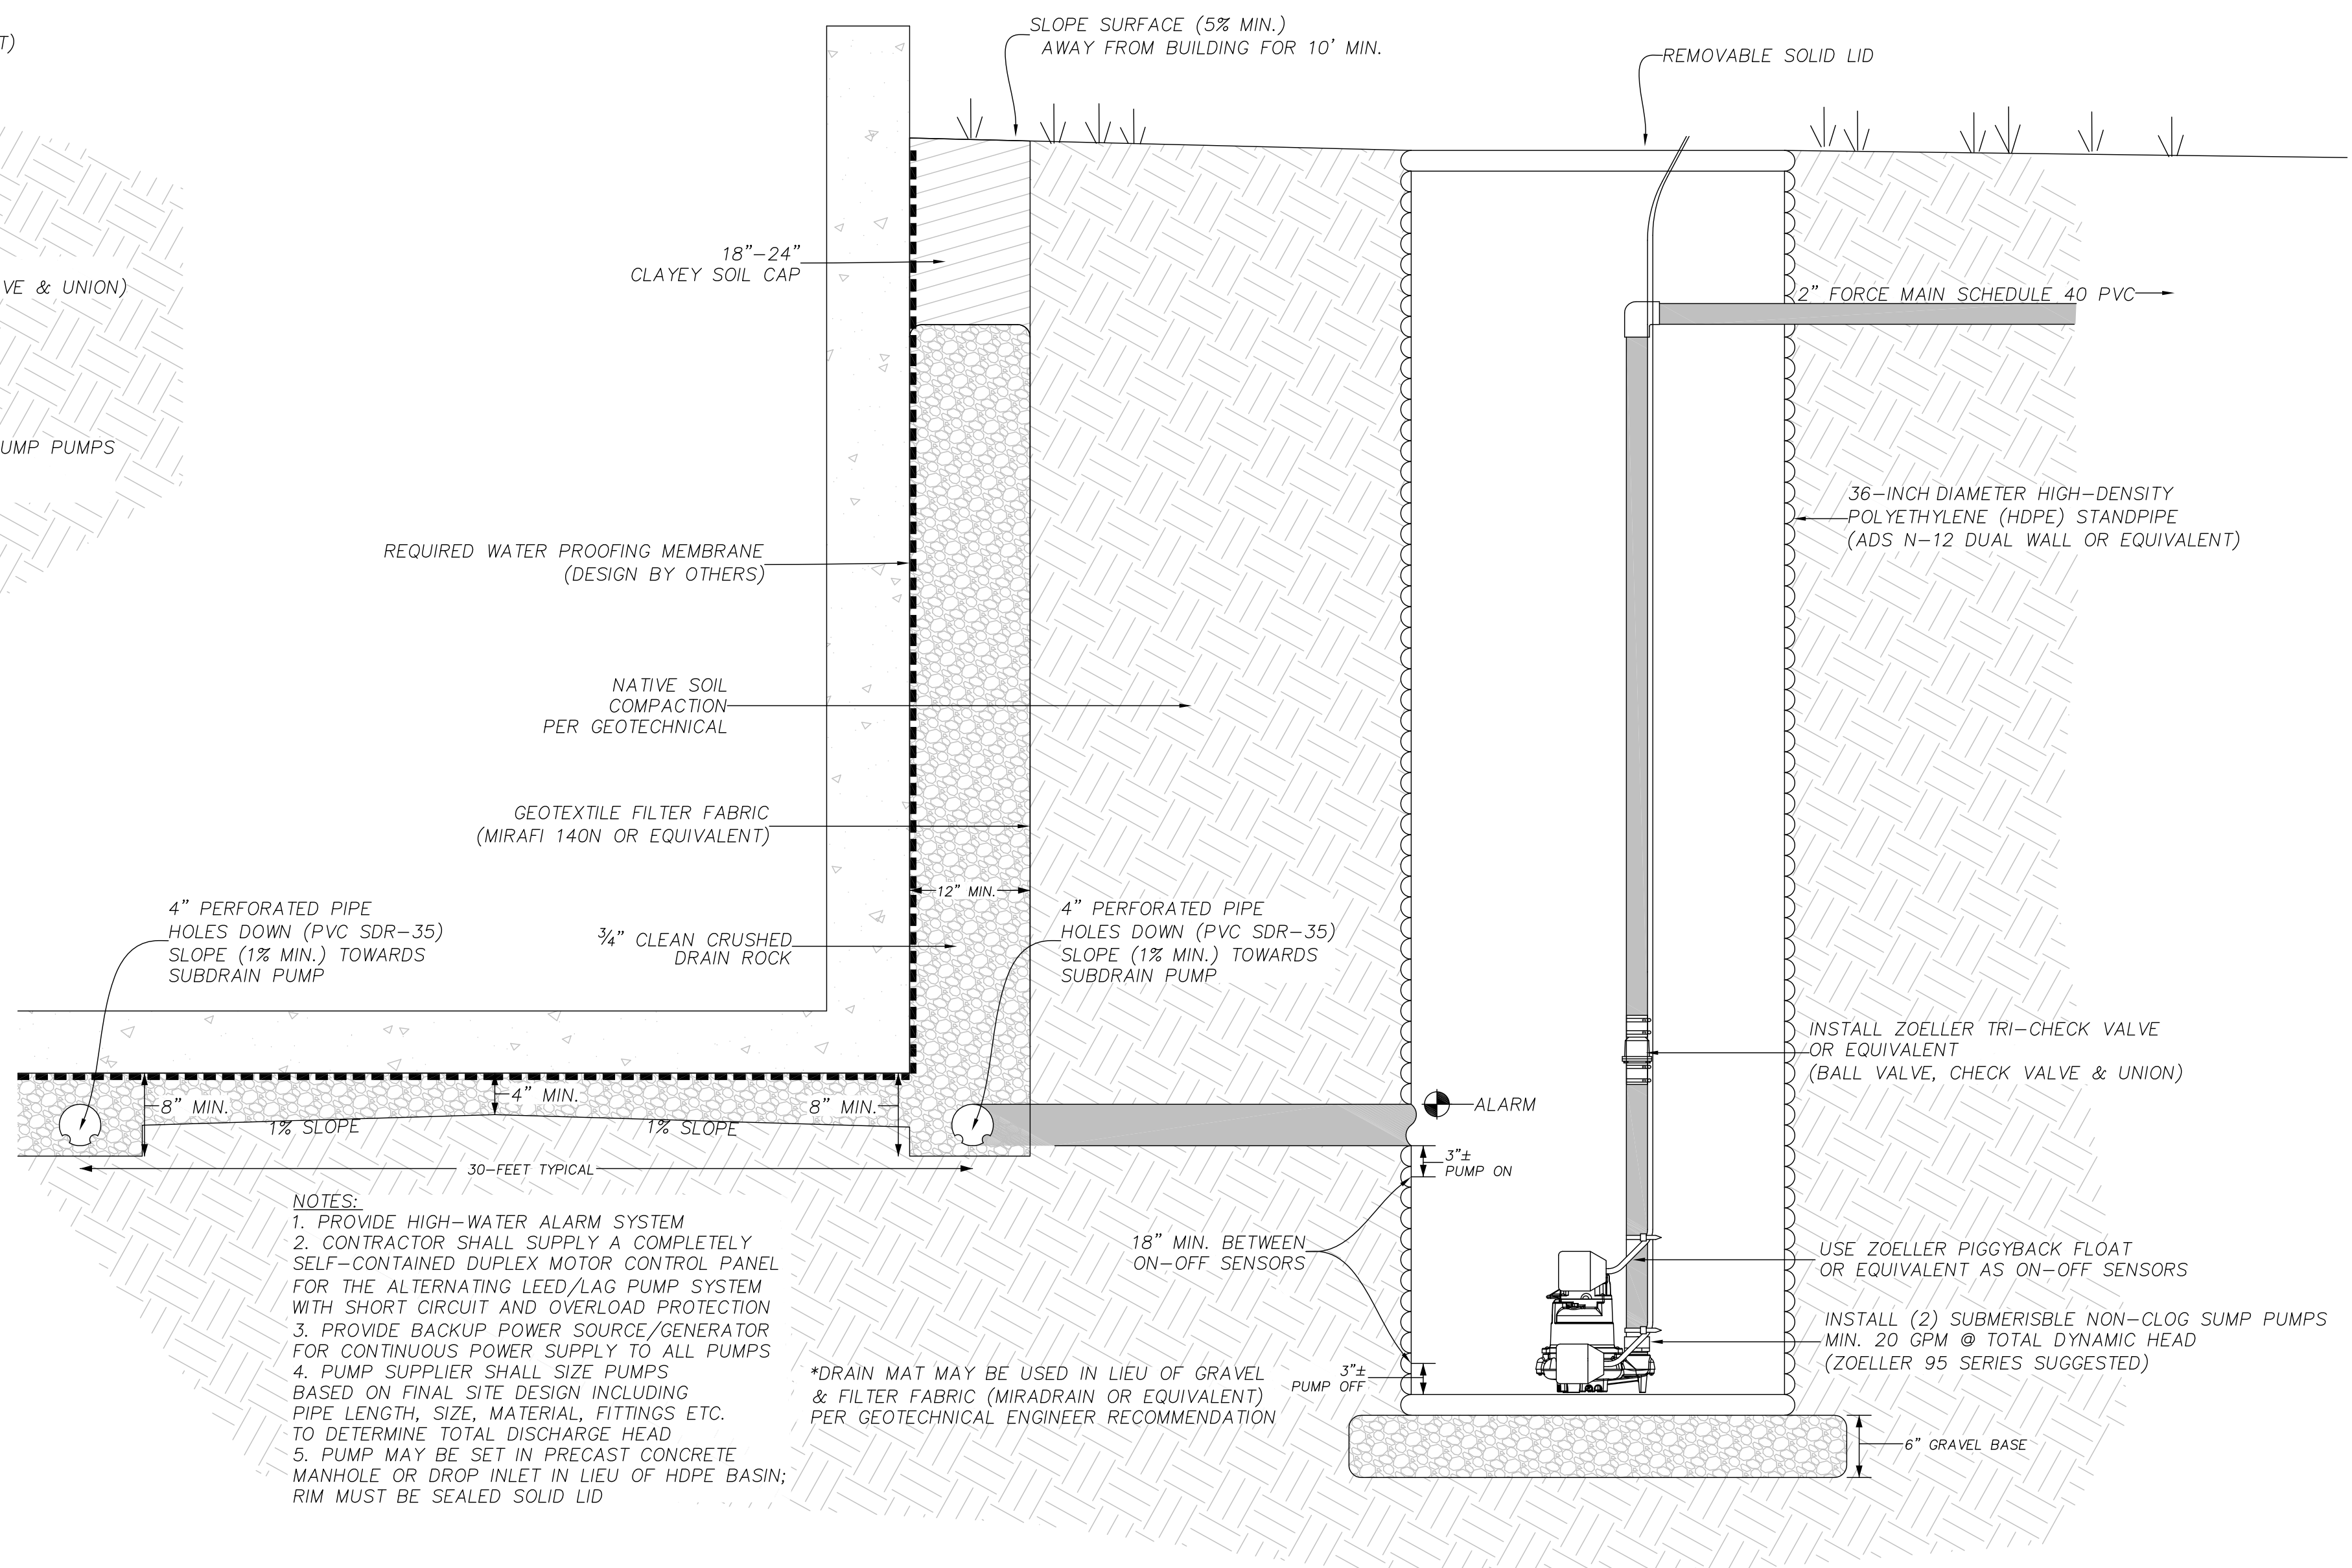 T)
VE & UNION)
UMP PUMPS
SLOPE SURFACE (5% MIN.)
AWAY FROM BUILDING FOR 10' MIN.
REMOVABLE SOLID LID
18"-24"
CLAYEY SOIL CAP
2" FORCE MAIN SCHEDULE 40 PVC
36-INCH DIAMETER HIGH-DENSITY
POLYETHYLENE (HDPE) STANDPIPE
(ADS N-12 DUAL WALL OR EQUIVALENT)
REQUIRED WATER PROOFING MEMBRANE
(DESIGN BY OTHERS)
NATIVE SOIL
COMPACTION
PER GEOTECHNICAL
GEOTEXTILE FILTER FABRIC
(MIRAFI 140N OR EQUIVALENT)
12" MIN.
4" PERFORATED PIPE
HOLES DOWN (PVC SDR-35)
SLOPE (1% MIN.) TOWARDS
SUBDRAIN PUMP
¾" CLEAN CRUSHED
DRAIN ROCK
4" PERFORATED PIPE
HOLES DOWN (PVC SDR-35)
SLOPE (1% MIN.) TOWARDS
SUBDRAIN PUMP
INSTALL ZOELLER TRI-CHECK VALVE
OR EQUIVALENT
(BALL VALVE, CHECK VALVE & UNION)
8" MIN.
4" MIN.
8" MIN.
1% SLOPE
1% SLOPE
ALARM
30-FEET TYPICAL
3"±
PUMP ON
NOTES:
1. PROVIDE HIGH-WATER ALARM SYSTEM
2. CONTRACTOR SHALL SUPPLY A COMPLETELY
SELF-CONTAINED DUPLEX MOTOR CONTROL PANEL
FOR THE ALTERNATING LEED/LAG PUMP SYSTEM
WITH SHORT CIRCUIT AND OVERLOAD PROTECTION
3. PROVIDE BACKUP POWER SOURCE/GENERATOR
FOR CONTINUOUS POWER SUPPLY TO ALL PUMPS
4. PUMP SUPPLIER SHALL SIZE PUMPS
BASED ON FINAL SITE DESIGN INCLUDING
PIPE LENGTH, SIZE, MATERIAL, FITTINGS ETC.
TO DETERMINE TOTAL DISCHARGE HEAD
5. PUMP MAY BE SET IN PRECAST CONCRETE
MANHOLE OR DROP INLET IN LIEU OF HDPE BASIN;
RIM MUST BE SEALED SOLID LID
18" MIN. BETWEEN
ON-OFF SENSORS
USE ZOELLER PIGGYBACK FLOAT
OR EQUIVALENT AS ON-OFF SENSORS
INSTALL (2) SUBMERISBLE NON-CLOG SUMP PUMPS
MIN. 20 GPM @ TOTAL DYNAMIC HEAD
(ZOELLER 95 SERIES SUGGESTED)
*DRAIN MAT MAY BE USED IN LIEU OF GRAVEL
& FILTER FABRIC (MIRADRAIN OR EQUIVALENT)
PER GEOTECHNICAL ENGINEER RECOMMENDATION
3"±
PUMP OFF
6" GRAVEL BASE